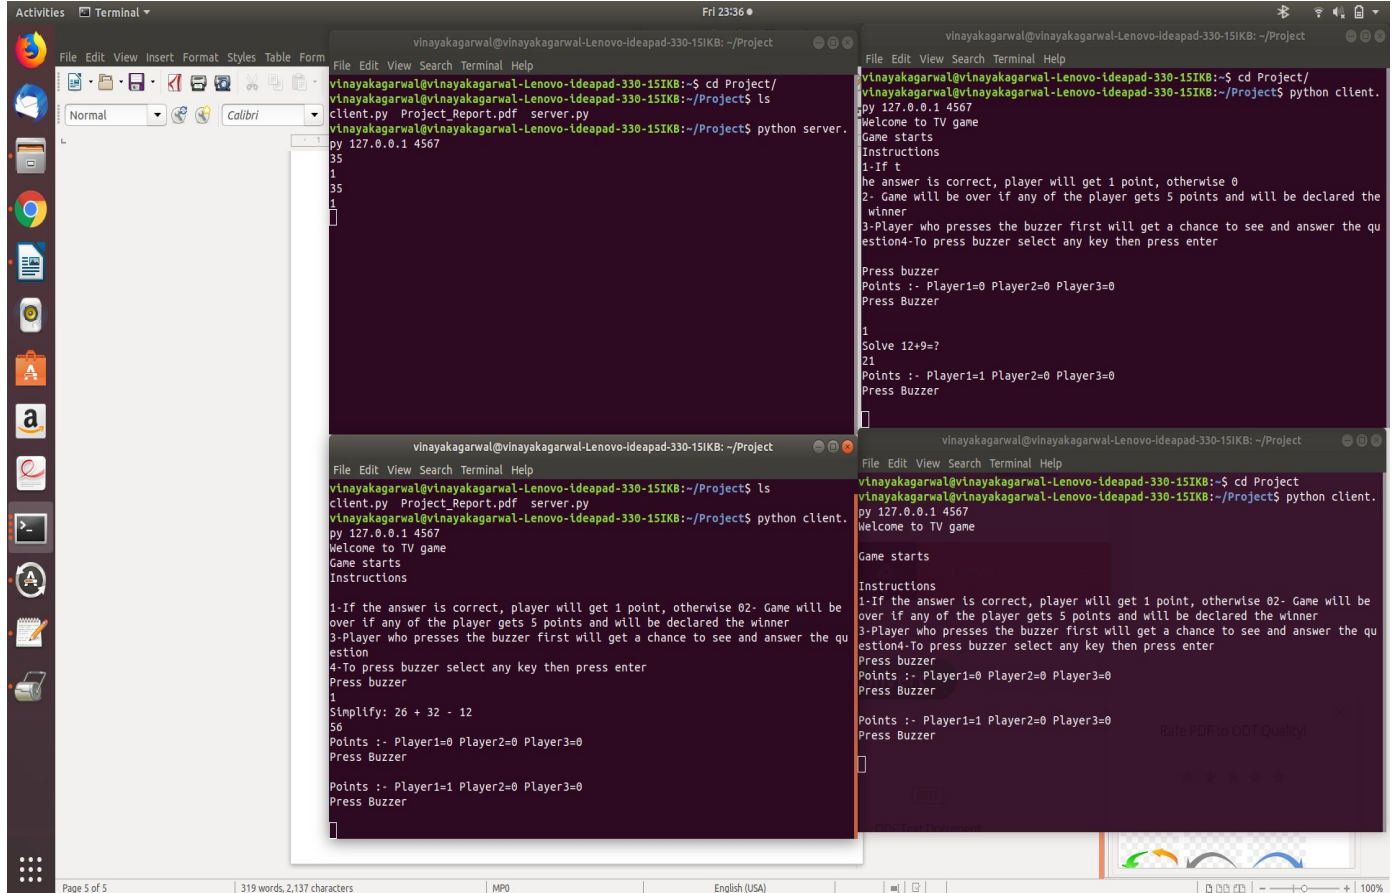 Activities Terminal
Fri 23:36
File Edit View Insert Format Styles Table Form
Normal
Calibri
vinayakagarwal@vinayakagarwal-Lenovo-ideapad-330-15IKB: ~/Project
File Edit View Search Terminal Help
vinayakagarwal@vinayakagarwal-Lenovo-ideapad-330-15IKB:~$ cd Project/
vinayakagarwal@vinayakagarwal-Lenovo-ideapad-330-15IKB:~/Project$ ls
client.py Project_Report.pdf server.py
vinayakagarwal@vinayakagarwal-Lenovo-ideapad-330-15IKB:~/Project$ python server.
py 127.0.0.1 4567
35
1
35
1
vinayakagarwal@vinayakagarwal-Lenovo-ideapad-330-15IKB: ~/Project
File Edit View Search Terminal Help
vinayakagarwal@vinayakagarwal-Lenovo-ideapad-330-15IKB:~$ cd Project/
vinayakagarwal@vinayakagarwal-Lenovo-ideapad-330-15IKB:~/Project$ python client.
py 127.0.0.1 4567
Welcome to TV game
Game starts
Instructions
1-If t
he answer is correct, player will get 1 point, otherwise 0
2- Game will be over if any of the player gets 5 points and will be declared the
winner
3-Player who presses the buzzer first will get a chance to see and answer the qu
estion4-To press buzzer select any key then press enter
Press buzzer
Points :- Player1=0 Player2=0 Player3=0
Press Buzzer
1
Solve 12+9=?
21
Points :- Player1=1 Player2=0 Player3=0
Press Buzzer
vinayakagarwal@vinayakagarwal-Lenovo-ideapad-330-15IKB: ~/Project
File Edit View Search Terminal Help
vinayakagarwal@vinayakagarwal-Lenovo-ideapad-330-15IKB:~/Project$ ls
client.py Project_Report.pdf server.py
vinayakagarwal@vinayakagarwal-Lenovo-ideapad-330-15IKB:~/Project$ python client.
py 127.0.0.1 4567
Welcome to TV game
Game starts
Instructions
1-If the answer is correct, player will get 1 point, otherwise 02- Game will be
over if any of the player gets 5 points and will be declared the winner
3-Player who presses the buzzer first will get a chance to see and answer the qu
estion
4-To press buzzer select any key then press enter
Press buzzer
1
Simplify: 26 + 32 - 12
56
Points :- Player1=0 Player2=0 Player3=0
Press Buzzer
Points :- Player1=1 Player2=0 Player3=0
Press Buzzer
vinayakagarwal@vinayakagarwal-Lenovo-ideapad-330-15IKB: ~/Project
File Edit View Search Terminal Help
vinayakagarwal@vinayakagarwal-Lenovo-ideapad-330-15IKB:~$ cd Project
vinayakagarwal@vinayakagarwal-Lenovo-ideapad-330-15IKB:~/Project$ python client.
py 127.0.0.1 4567
Welcome to TV game
Game starts
Instructions
1-If the answer is correct, player will get 1 point, otherwise 02- Game will be
over if any of the player gets 5 points and will be declared the winner
3-Player who presses the buzzer first will get a chance to see and answer the qu
estion4-To press buzzer select any key then press enter
Press buzzer
Points :- Player1=0 Player2=0 Player3=0
Press Buzzer
Points :- Player1=1 Player2=0 Player3=0
Press Buzzer
Rate PDF to ODT Quality!
Page 5 of 5
319 words, 2,137 characters
MP0
English (USA)
100%